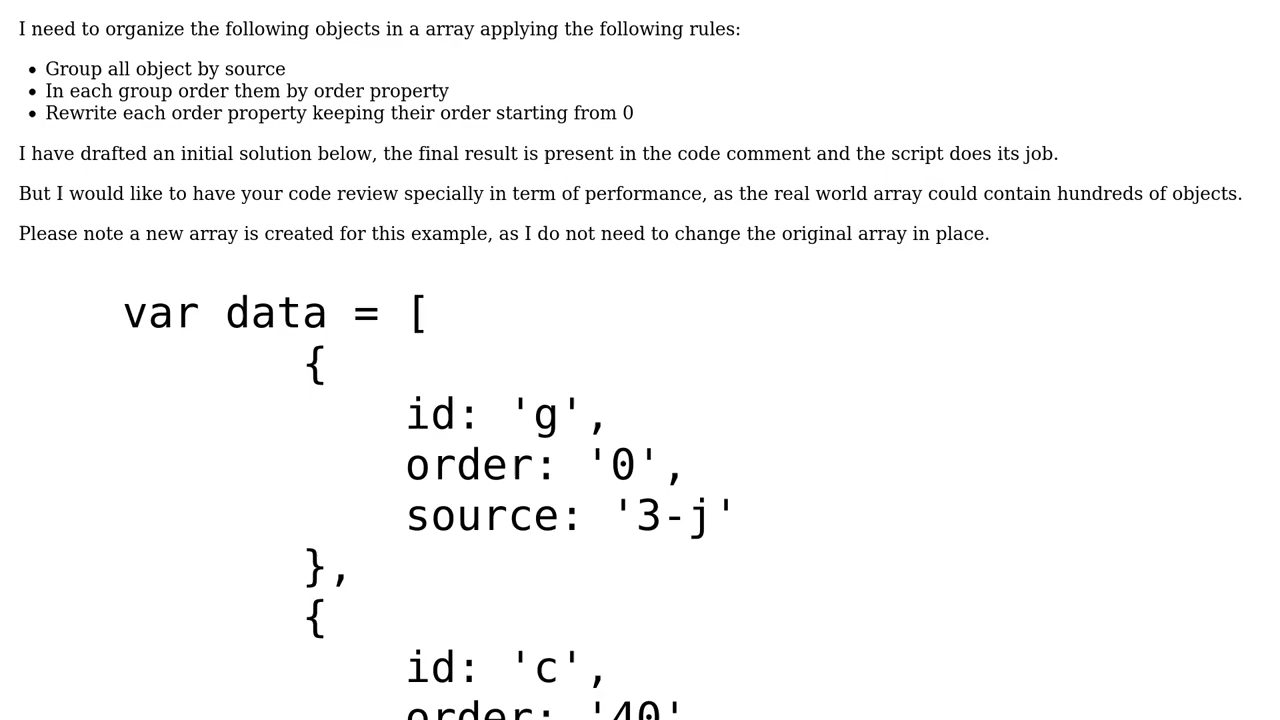 I need to organize the following objects in a array applying the following rules:
• Group all object by source
• In each group order them by order property
• Rewrite each order property keeping their order starting from 0
I have drafted an initial solution below, the final result is present in the code comment and the script does its job.
But I would like to have your code review specially in term of performance, as the real world array could contain hundreds of objects.
Please note a new array is created for this example, as I do not need to change the original array in place.
var data = [
{
id: 'g',
order: '0',
source: '3-j'
},
{
id: 'c',
order: '40'